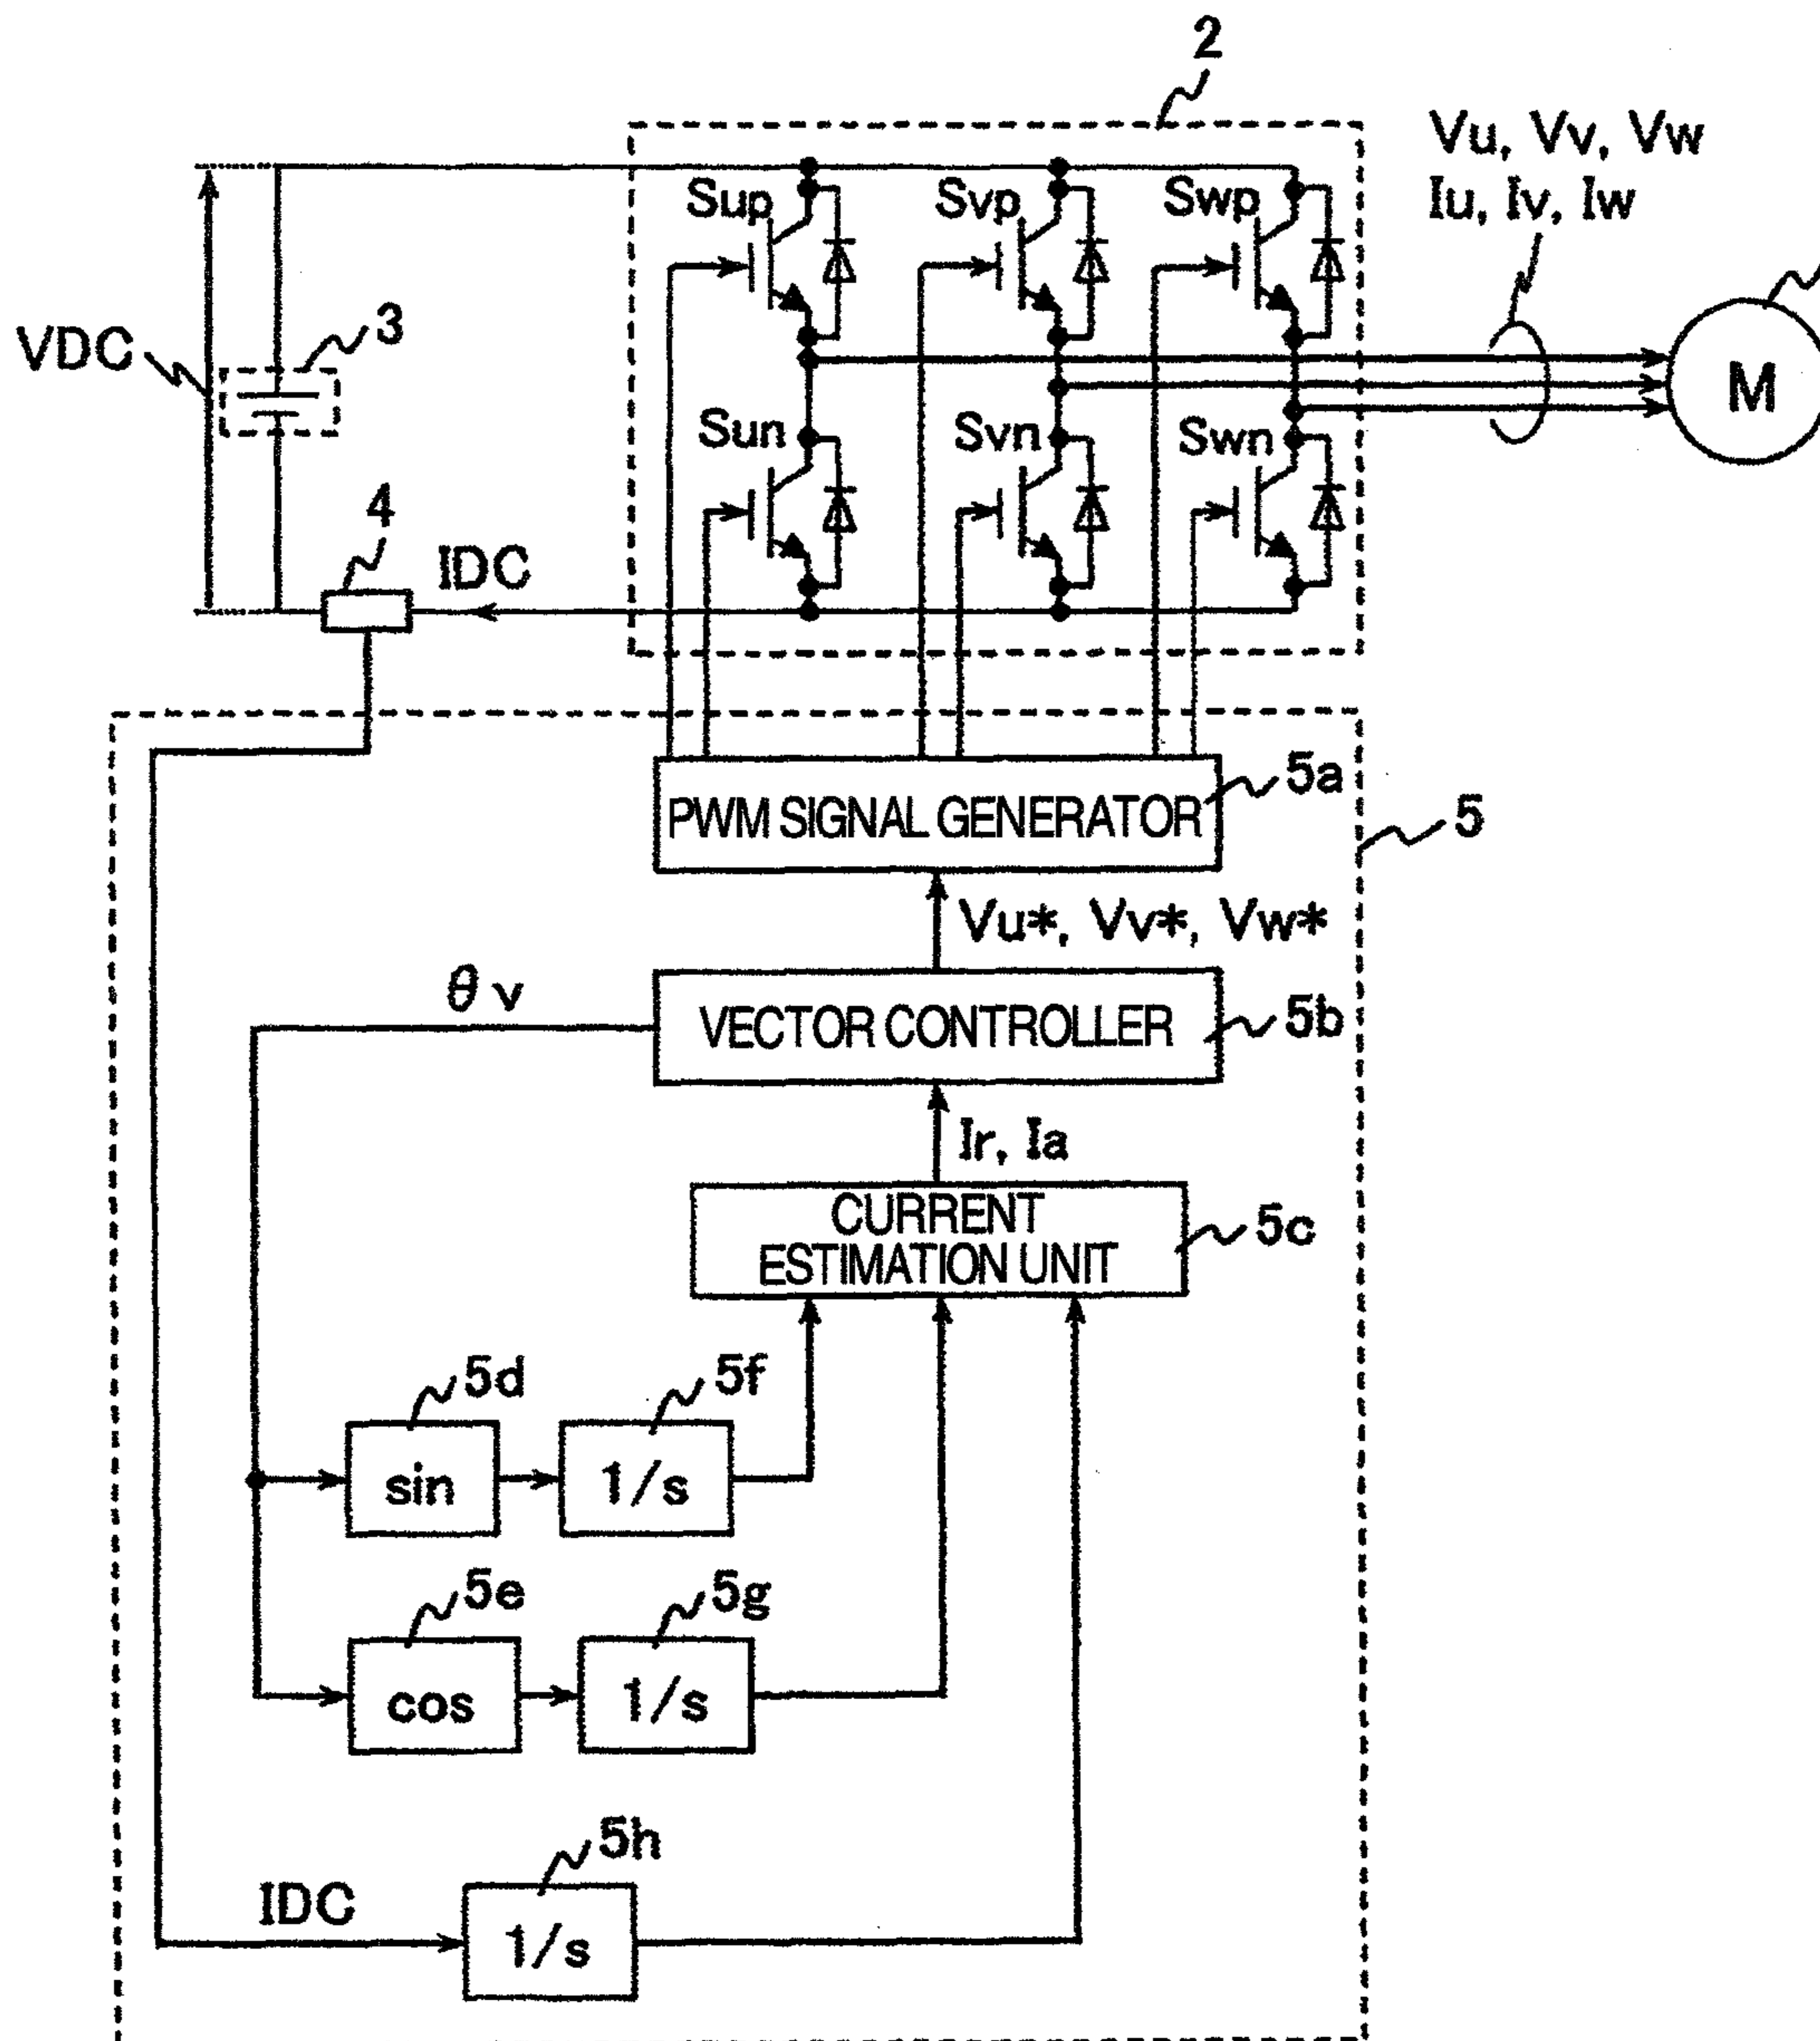 2
Vu, Vv, Vw
Iu, Iv, Iw
Sup
Svp
Swp
VDC
3
M
Sun
Svn
Swn
4
IDC
PWM SIGNAL GENERATOR
5a
5
Vu*, Vv*, Vw*
θv
VECTOR CONTROLLER
5b
Ir, Ia
CURRENT
ESTIMATION UNIT
5c
5d
5f
sin
1/s
5e
5g
cos
1/s
5h
IDC
1/s